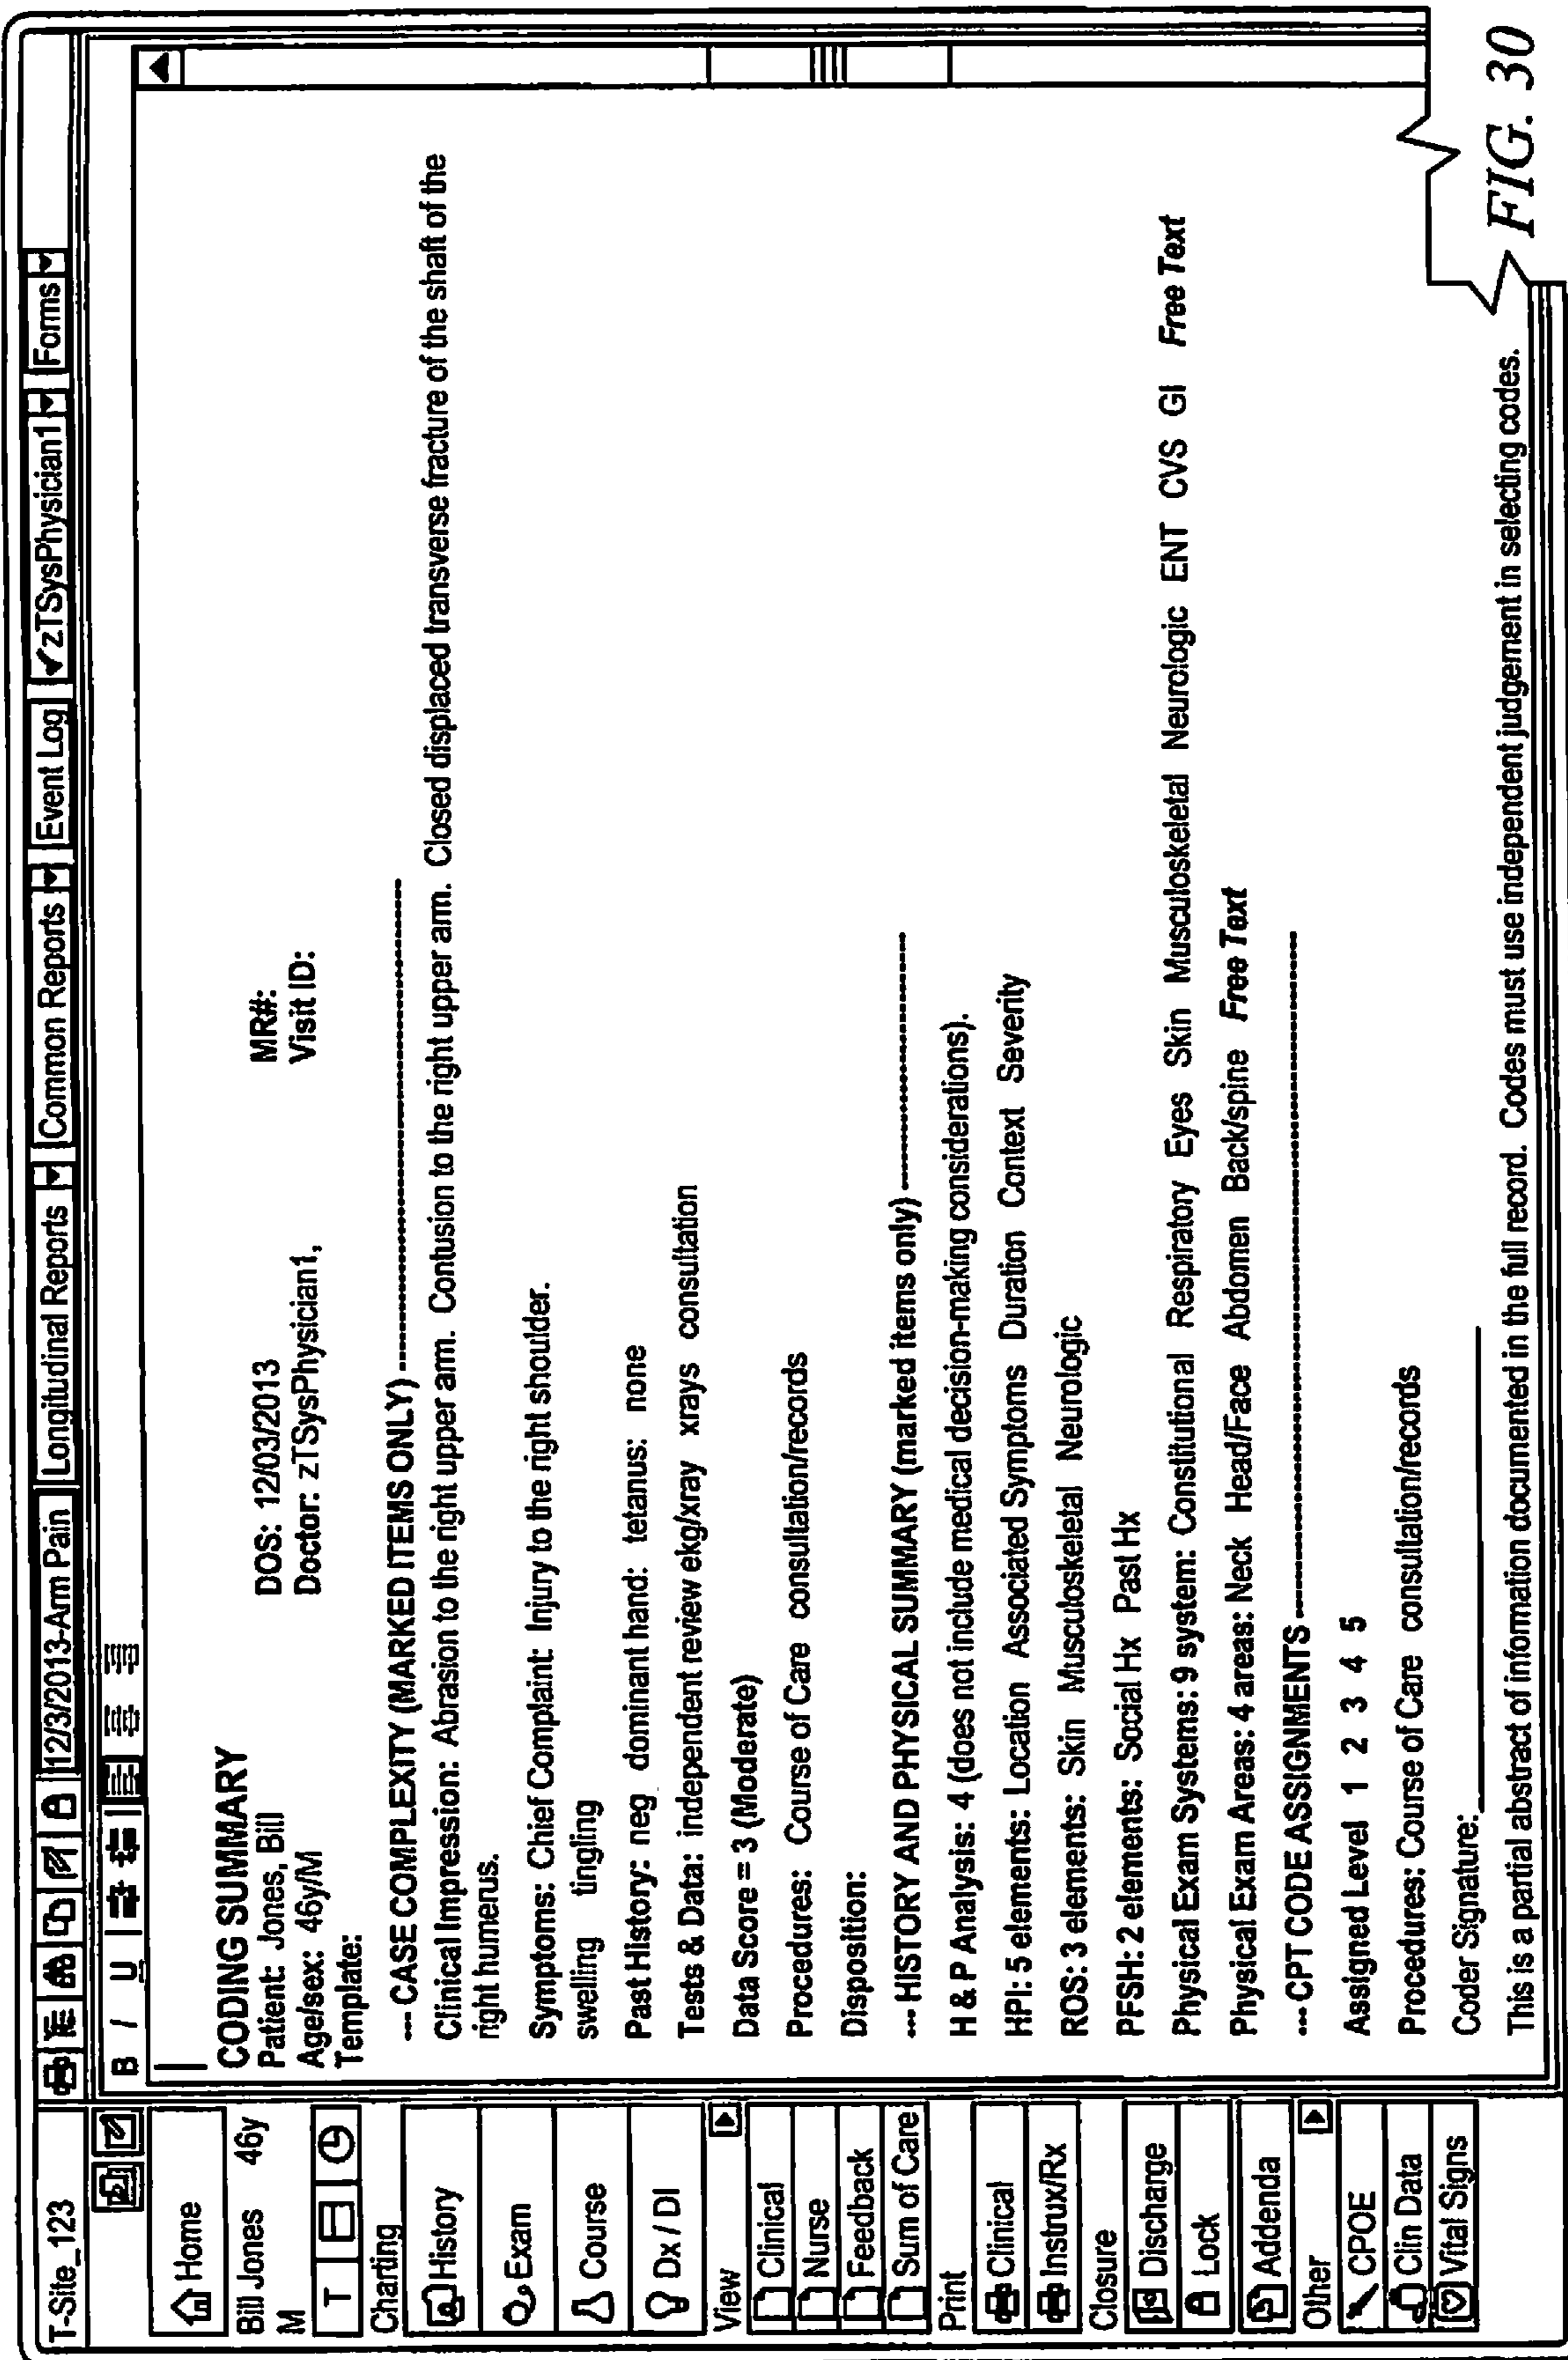 T-Site_123
12/3/2013-Arm Pain
Longitudinal Reports
Common Reports
Event Log
✔zTSysPhysician1
Forms
B / U
Home
Bill Jones 46y
M
T
Charting
History
Exam
Course
Dx / DI
View
Clinical
Nurse
Feedback
Sum of Care
Print
Clinical
Instrux/Rx
Closure
Discharge
Lock
Addenda
Other
CPOE
Clin Data
Vital Signs
CODING SUMMARY
Patient: Jones, Bill DOS: 12/03/2013 MR#:
Age/sex: 46y/M Doctor: zTSysPhysician1, Visit ID:
Template:
--- CASE COMPLEXITY (MARKED ITEMS ONLY) ---
Clinical Impression: Abrasion to the right upper arm. Contusion to the right upper arm. Closed displaced transverse fracture of the shaft of the
right humerus.
Symptoms: Chief Complaint: Injury to the right shoulder.
swelling tingling
Past History: neg dominant hand: tetanus: none
Tests & Data: independent review ekg/xray xrays consultation
Data Score = 3 (Moderate)
Procedures: Course of Care consultation/records
Disposition:
--- HISTORY AND PHYSICAL SUMMARY (marked items only) ---
H & P Analysis: 4 (does not include medical decision-making considerations).
HPI: 5 elements: Location Associated Symptoms Duration Context Severity
ROS: 3 elements: Skin Musculoskeletal Neurologic
PFSH: 2 elements: Social Hx Past Hx
Physical Exam Systems: 9 system: Constitutional Respiratory Eyes Skin Musculoskeletal Neurologic ENT CVS GI Free Text
Physical Exam Areas: 4 areas: Neck Head/Face Abdomen Back/spine Free Text
--- CPT CODE ASSIGNMENTS ---
Assigned Level 1 2 3 4 5
Procedures: Course of Care consultation/records
Coder Signature:
This is a partial abstract of information documented in the full record. Codes must use independent judgement in selecting codes.
FIG. 30